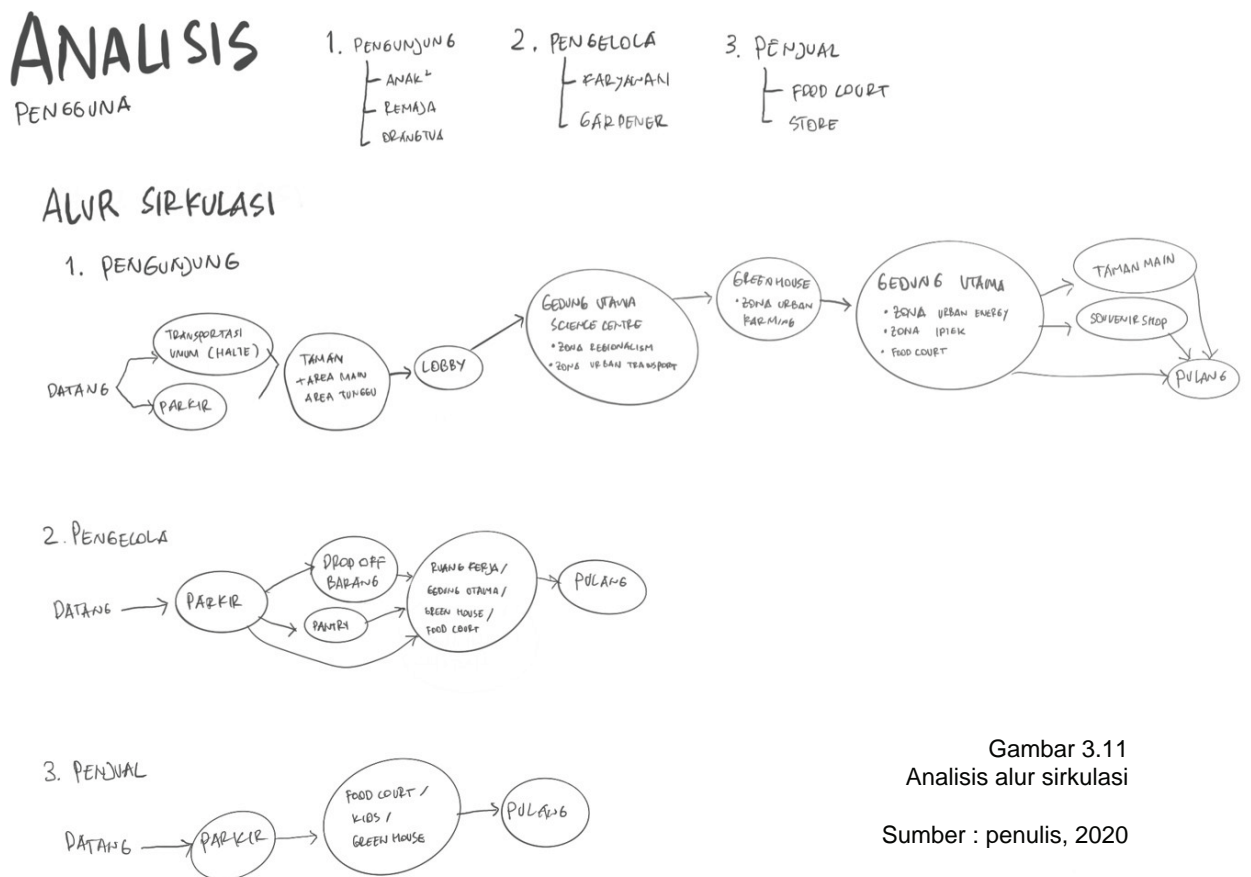 ANALISIS
PENGGUNA
1. PENGUNJUNG
ANAK²
REMAJA
ORANGTUA
2. PENGELOLA
KARYAWAN
GARDENER
3. PENJUAL
FOOD COURT
STORE
ALUR SIRKULASI
1. PENGUNJUNG
DATANG
TRANSPORTASI
UMUM (HALTE)
PARKIR
TAMAN
+ AREA MAIN
AREA TUNGGU
LOBBY
GEDUNG UTAMA
SCIENCE CENTRE
• ZONA REGIONALISM
• ZONA URBAN TRANSPORT
GREENHOUSE
• ZONA URBAN
FARMING
GEDUNG UTAMA
• ZONA URBAN ENERGY
• ZONA IPTEK
• FOOD COURT
TAMAN MAIN
SOUVENIR SHOP
PULANG
2. PENGELOLA
DATANG
PARKIR
DROP OFF
BARANG
PANTRY
RUANG KERJA /
GEDUNG UTAMA /
GREEN HOUSE /
FOOD COURT
PULANG
3. PENJUAL
DATANG
PARKIR
FOOD COURT /
KIOS /
GREEN HOUSE
PULANG
Gambar 3.11
Analisis alur sirkulasi
Sumber : penulis, 2020